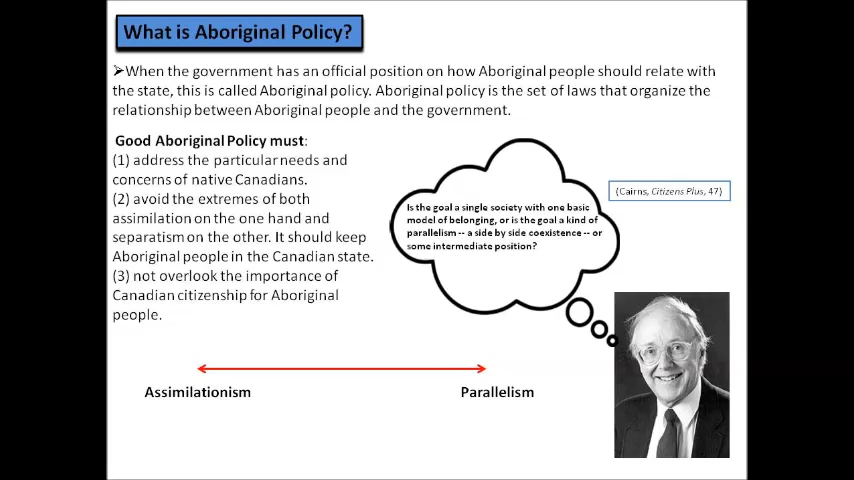 What is Aboriginal Policy?
➢When the government has an official position on how Aboriginal people should relate with
the state, this is called Aboriginal policy. Aboriginal policy is the set of laws that organize the
relationship between Aboriginal people and the government.
Good Aboriginal Policy must:
(1) address the particular needs and
concerns of native Canadians.
(2) avoid the extremes of both
assimilation on the one hand and
separatism on the other. It should keep
Aboriginal people in the Canadian state.
(3) not overlook the importance of
Canadian citizenship for Aboriginal
people.
Is the goal a single society with one basic
model of belonging, or is the goal a kind of
parallelism -- a side by side coexistence -- or
some intermediate position?
(Cairns, Citizens Plus, 47)
Assimilationism
Parallelism